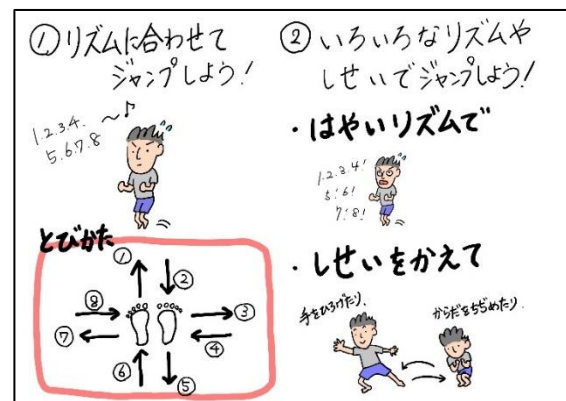 ① リズムに合わせて
ジャンプしよう!
1.2.3.4.
5.6.7.8 〜♪
とびかた
①
②
⑧
③
⑦
④
⑥
⑤
② いろいろなリズムや
しせいでジャンプしよう!
・はやいリズムで
1.2.3.4!
5!6!
7!8!
・しせいをかえて
手をひろげたり、
からだをちぢめたり